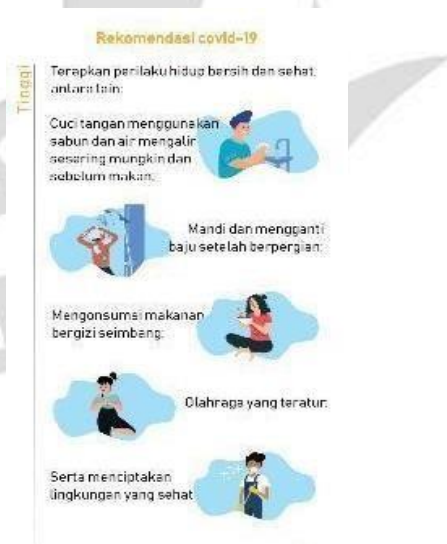 Rekomendasi covid-19
Tinggi
Terapkan perilaku hidup bersih dan sehat,
antara lain:
Cuci tangan menggunakan
sabun dan air mengalir
sesering mungkin dan
sebelum makan;
Mandi dan mengganti
baju setelah berpergian;
Mengonsumsi makanan
bergizi seimbang;
Olahraga yang teratur;
Serta menciptakan
lingkungan yang sehat